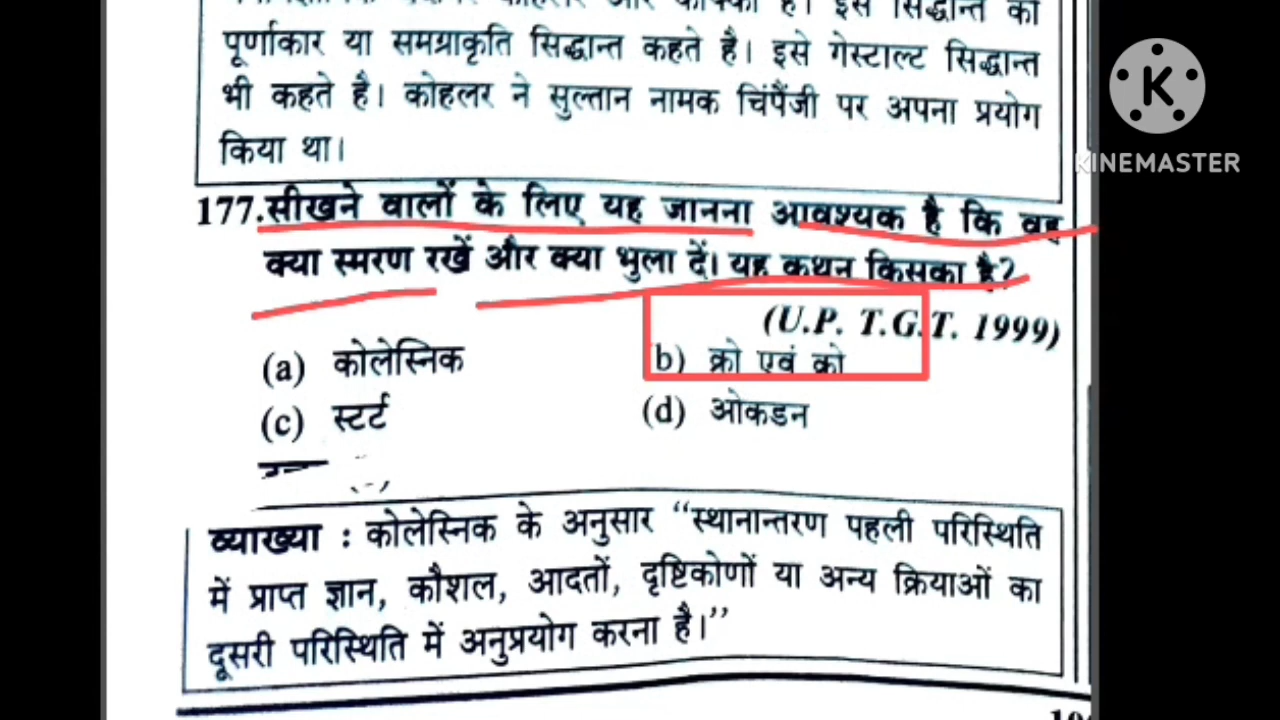 पूर्णाकार या समग्राकृति सिद्धान्त कहते है। इसे गेस्टाल्ट सिद्धान्त
भी कहते है। कोहलर ने सुल्तान नामक चिंपैंजी पर अपना प्रयोग
किया था।
177.सीखने वालों के लिए यह जानना आवश्यक है कि वह
क्या स्मरण रखें और क्या भुला दें। यह कथन किसका है?
(U.P. T.G.T. 1999)
(a) कोलेस्निक b) क्रो एवं क्रो
(c) स्टर्ट (d) ओकडन
व्याख्या : कोलेस्निक के अनुसार “स्थानान्तरण पहली परिस्थिति
में प्राप्त ज्ञान, कौशल, आदतों, दृष्टिकोणों या अन्य क्रियाओं का
दूसरी परिस्थिति में अनुप्रयोग करना है।”
K
KINEMASTER